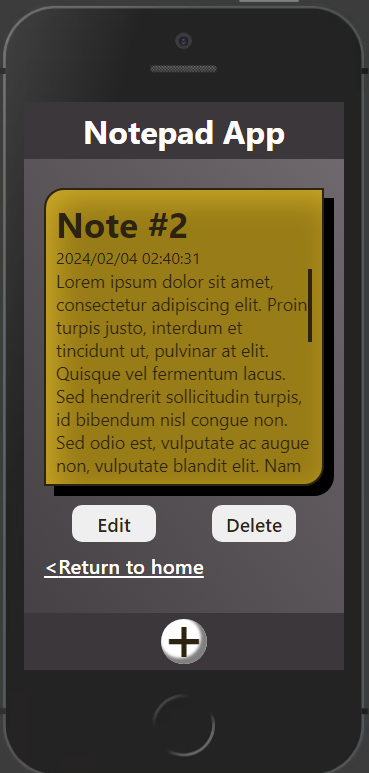 Notepad App
Note #2
2024/02/04 02:40:31
Lorem ipsum dolor sit amet,
consectetur adipiscing elit. Proin
turpis justo, interdum et
tincidunt ut, pulvinar at elit.
Quisque vel fermentum lacus.
Sed hendrerit sollicitudin turpis,
id bibendum nisl congue non.
Sed odio est, vulputate ac augue
non, vulputate blandit elit. Nam
Edit Delete
<Return to home
+